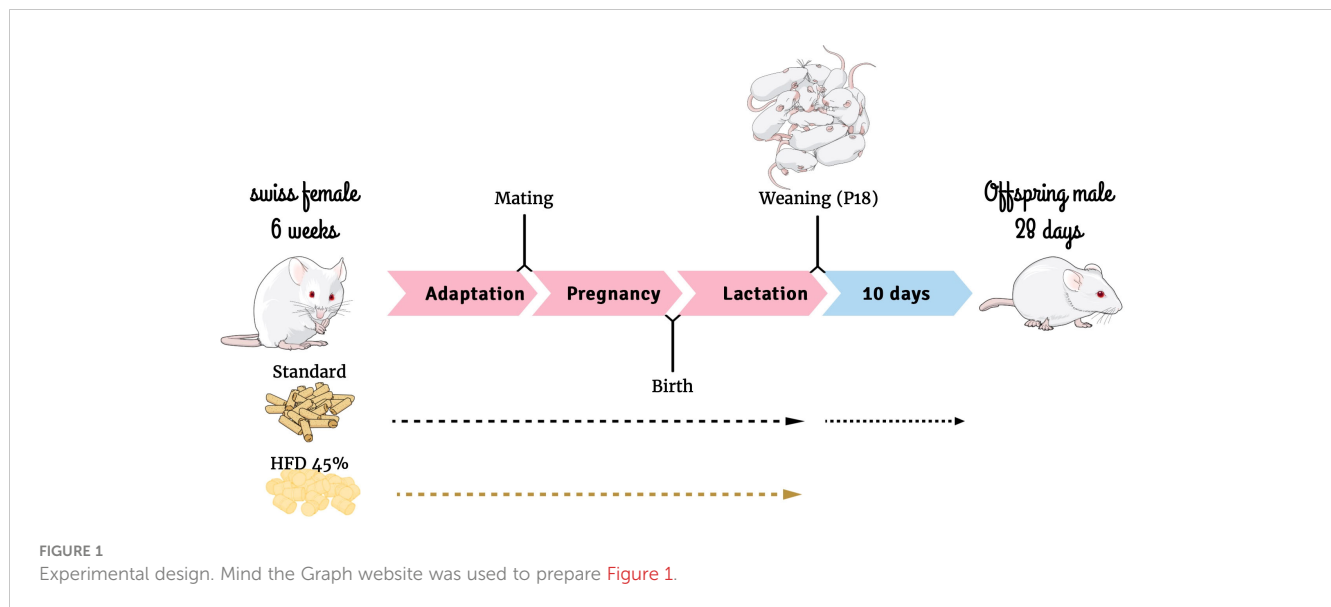 swiss female
6 weeks
Mating
Weaning (P18)
Offspring male
28 days
Adaptation
Pregnancy
Lactation
10 days
Birth
Standard
HFD 45%
FIGURE 1
Experimental design. Mind the Graph website was used to prepare Figure 1.